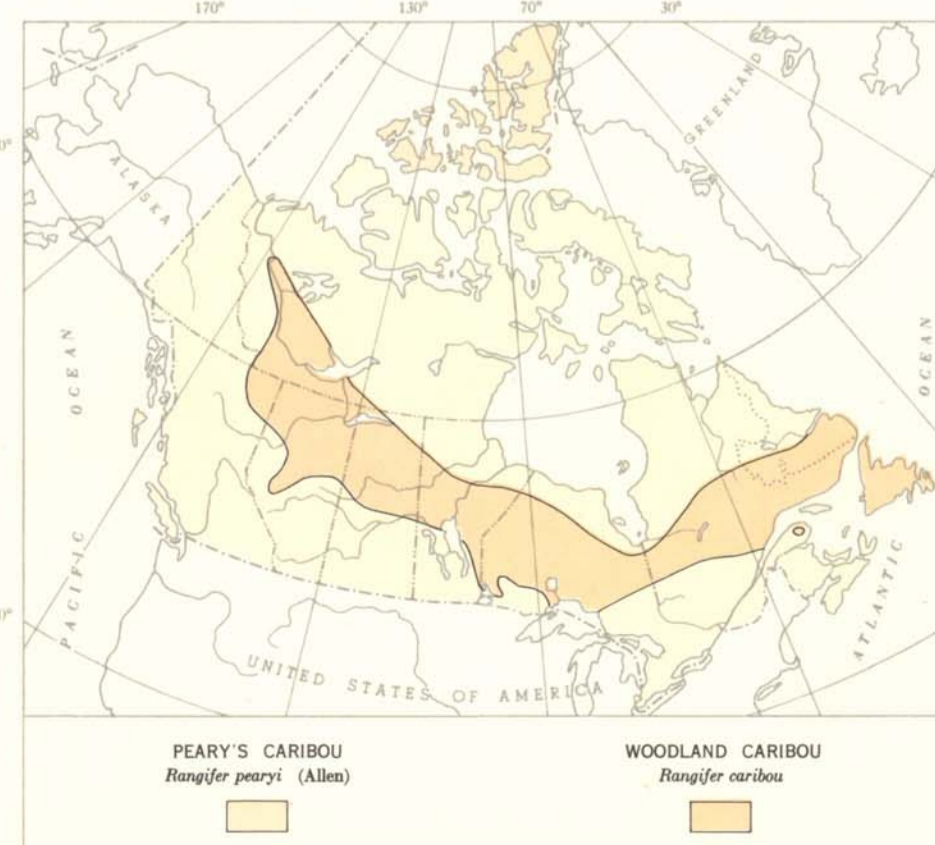 170° 130° 70° 30°
GREENLAND
ALASKA
OCEAN
OCEAN
PACIFIC
ATLANTIC
UNITED STATES OF AMERICA
PEARY'S CARIBOU
Rangifer pearyi (Allen)
WOODLAND CARIBOU
Rangifer caribou